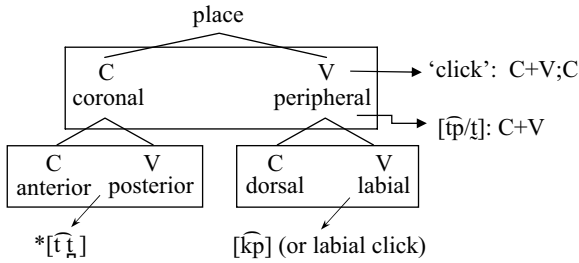 place
C V
‘click’: C+V;C
coronal peripheral
[t͡p/t̰]: C+V
C V C V
anterior posterior dorsal labial
*[t͡ t̺] [k͡p] (or labial click)